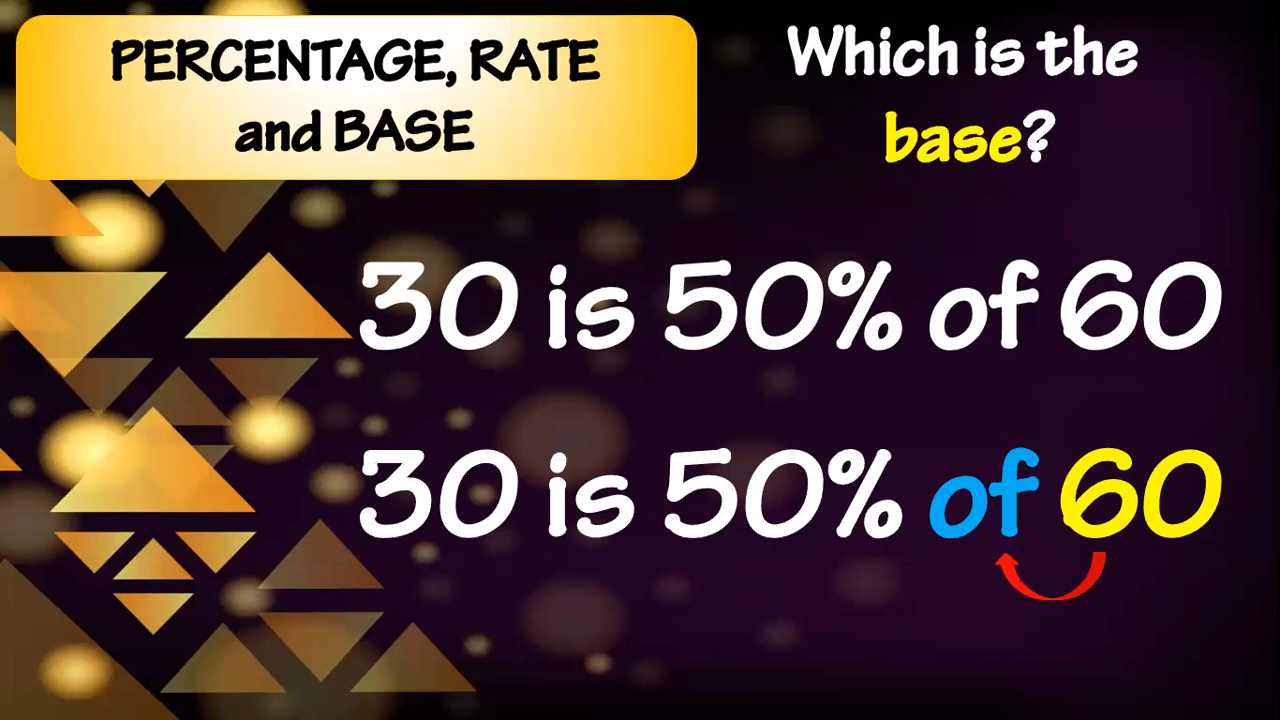 PERCENTAGE, RATE
and BASE
Which is the
base?
30 is 50% of 60
30 is 50% of 60